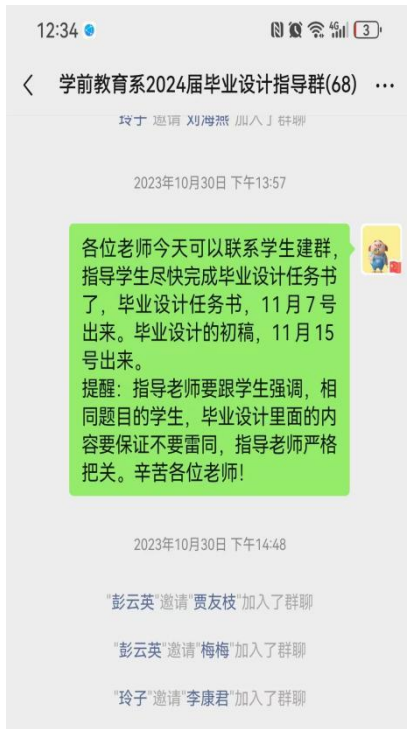 12:34
4G
3
学前教育系2024届毕业设计指导群(68)
玲子 邀请 刘海燕 加入了群聊
2023年10月30日 下午13:57
各位老师今天可以联系学生建群，
指导学生尽快完成毕业设计任务书
了，毕业设计任务书，11月7号
出来。毕业设计的初稿，11月15
号出来。
提醒：指导老师要跟学生强调，相
同题目的学生，毕业设计里面的内
容要保证不要雷同，指导老师严格
把关。辛苦各位老师！
2023年10月30日 下午14:48
"彭云英"邀请"贾友枝"加入了群聊
"彭云英"邀请"梅梅"加入了群聊
"玲子"邀请"李康君"加入了群聊